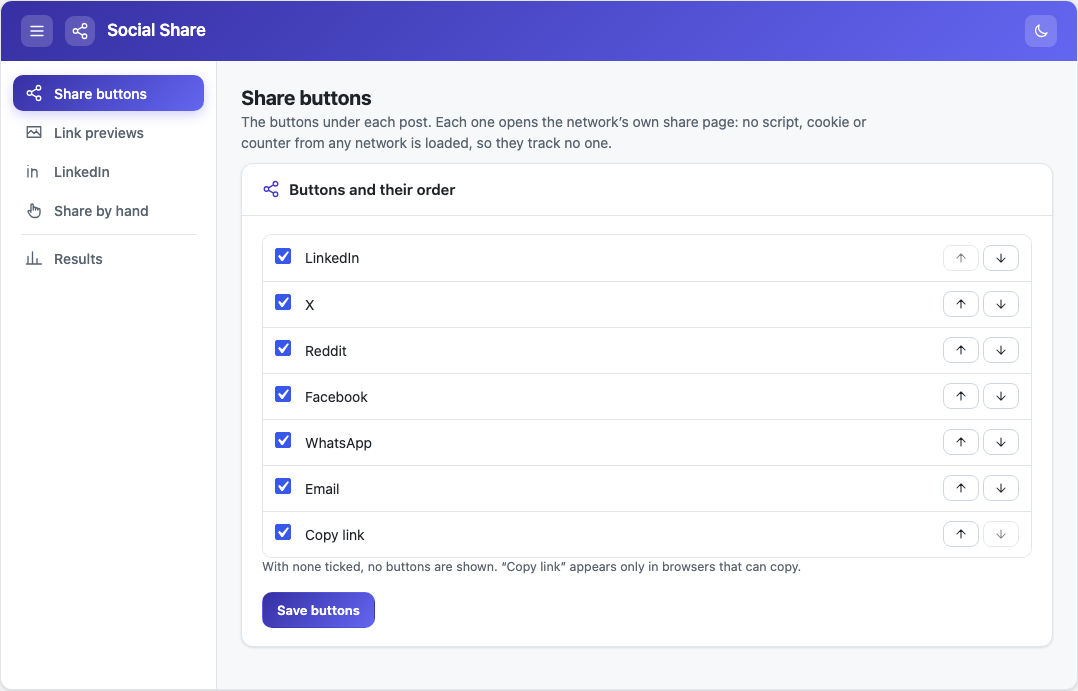 Social Share
Share buttons
Link previews
LinkedIn
Share by hand
Results
Share buttons
The buttons under each post. Each one opens the network’s own share page: no script, cookie or
counter from any network is loaded, so they track no one.
Buttons and their order
LinkedIn
X
Reddit
Facebook
WhatsApp
Email
Copy link
With none ticked, no buttons are shown. “Copy link” appears only in browsers that can copy.
Save buttons